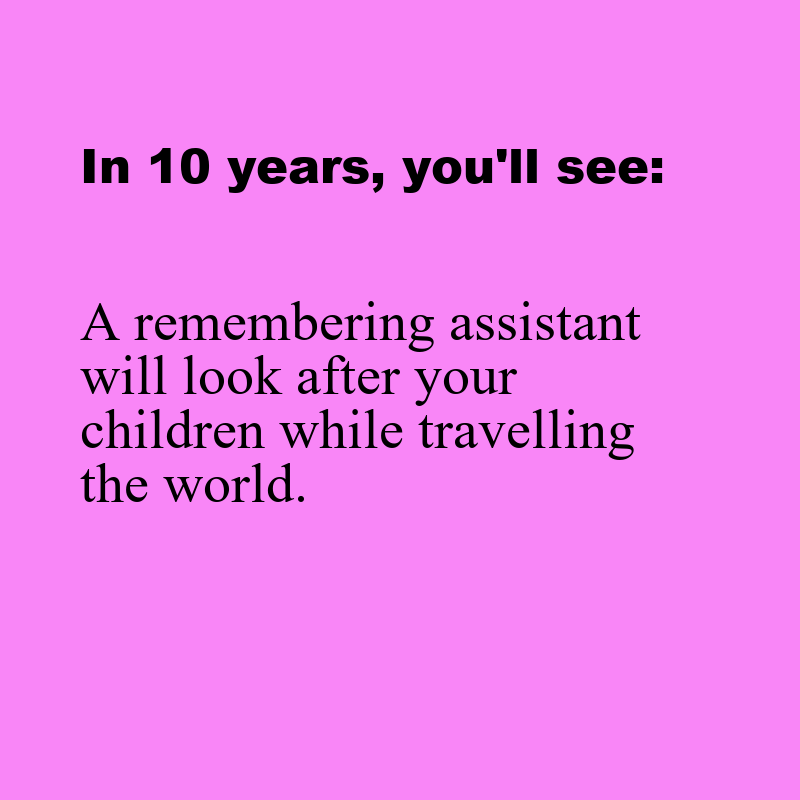 In 10 years, you'll see:
A remembering assistant
will look after your
children while travelling
the world.